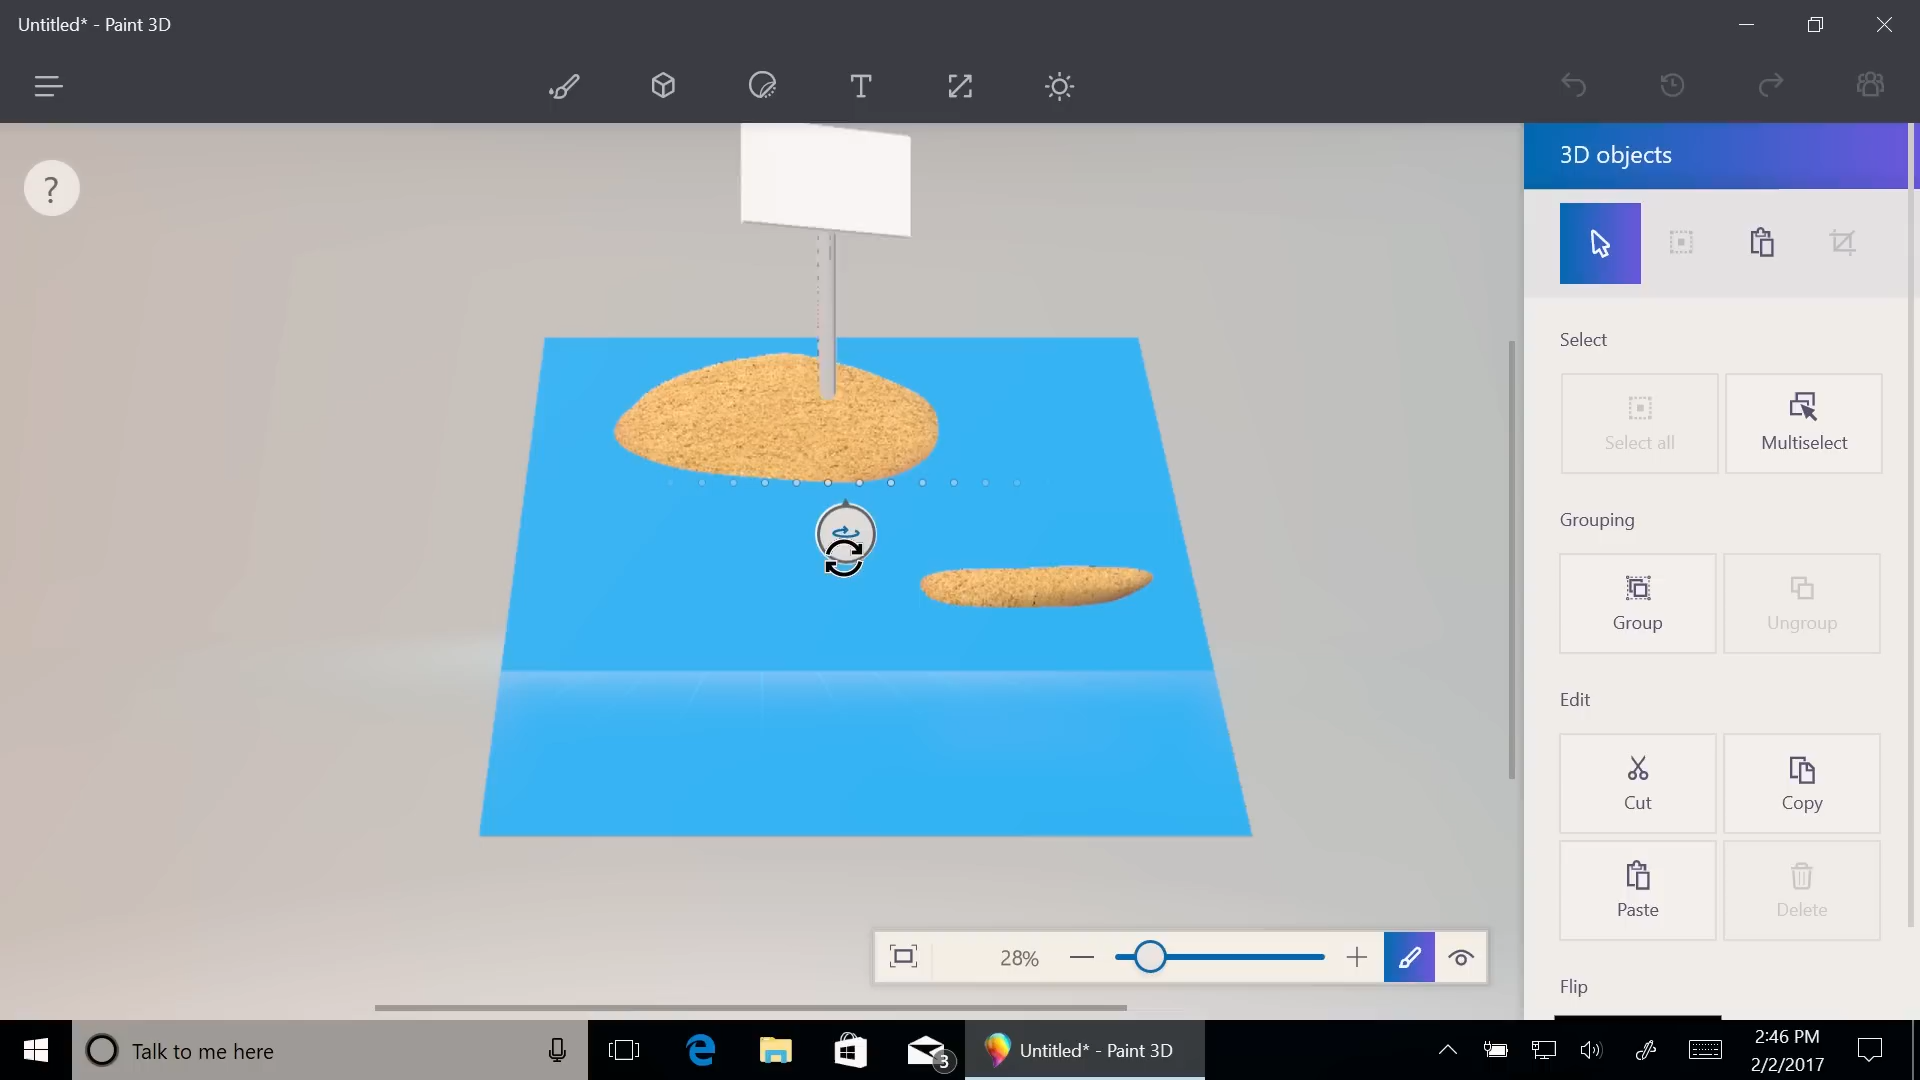 Untitled* - Paint 3D
?
3D objects
Select
Select all
Multiselect
Grouping
Group
Ungroup
Edit
Cut
Copy
Paste
Delete
28%
Flip
Talk to me here
3
Untitled* - Paint 3D
2:46 PM
2/2/2017